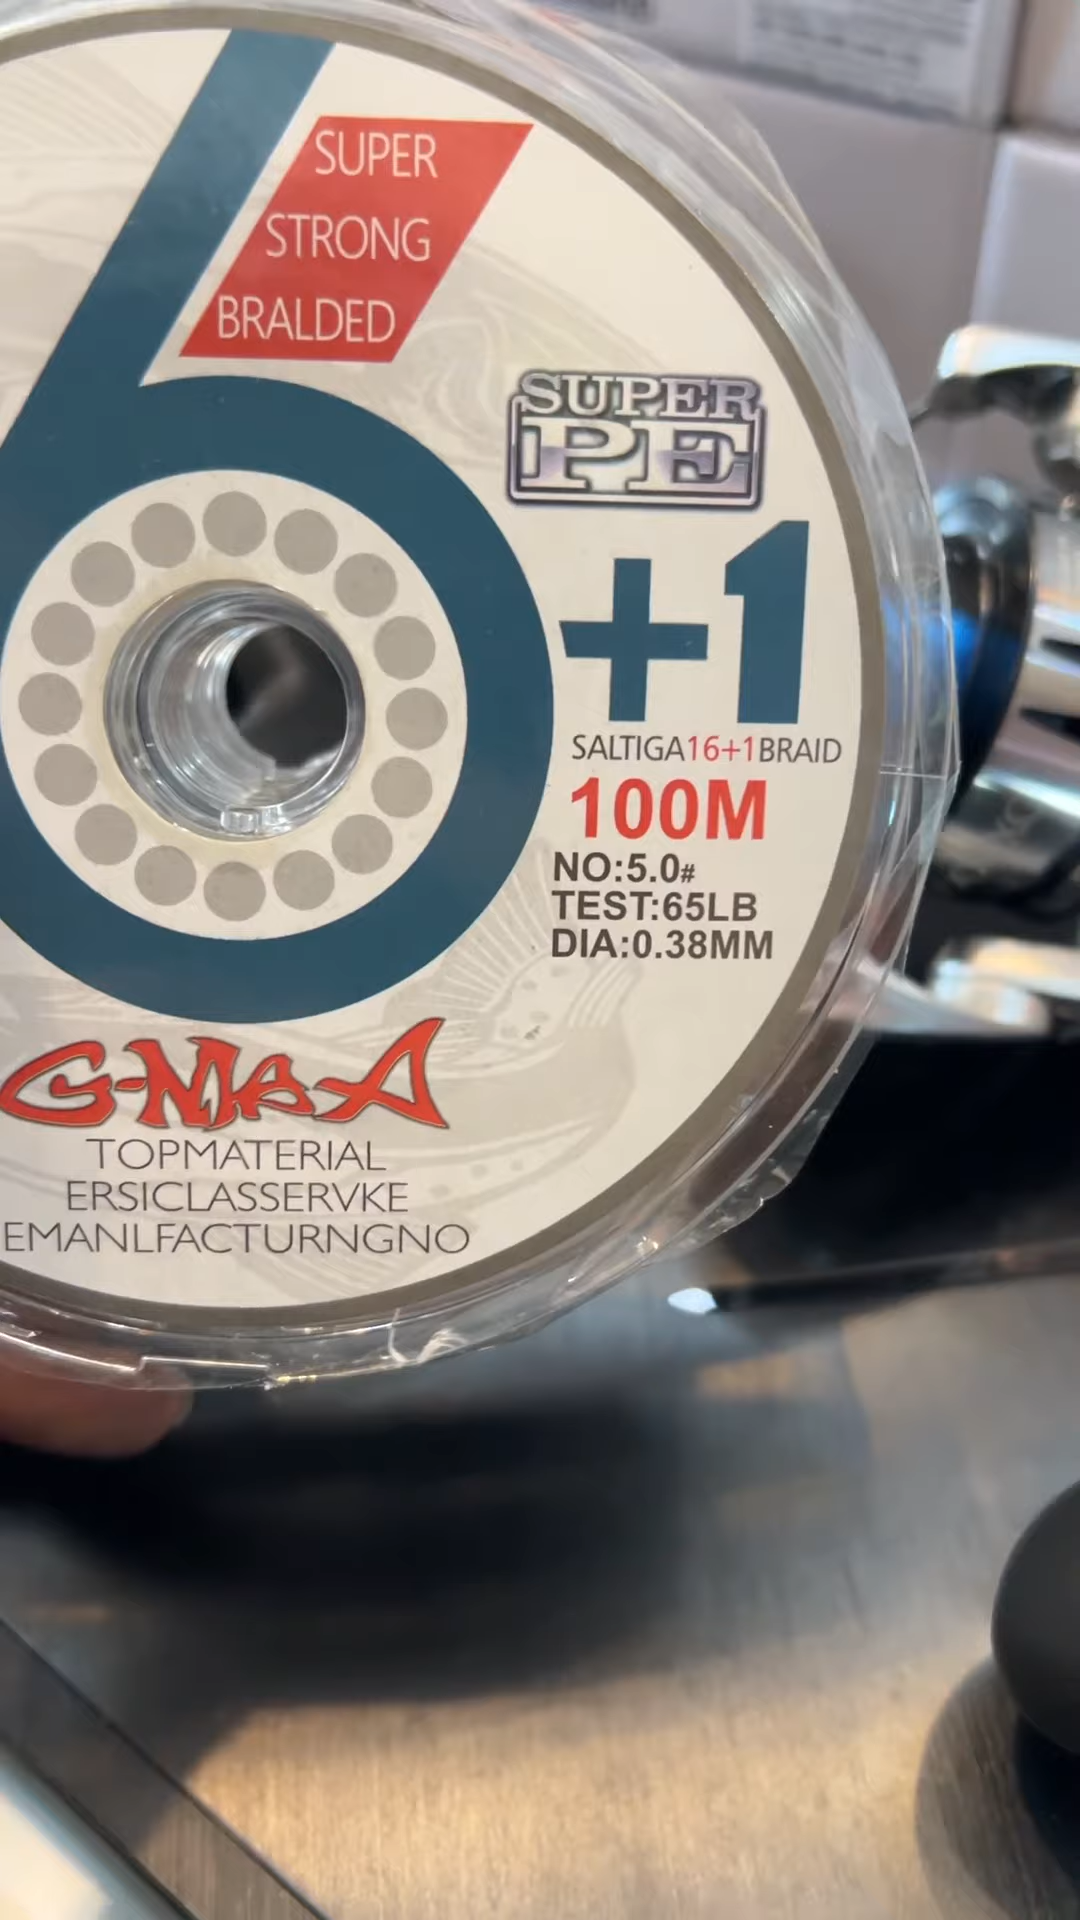 SUPER
STRONG
BRALDED
SUPER
PE
6+1
SALTIGA16+1BRAID
100M
NO:5.0#
TEST:65LB
DIA:0.38MM
G-MAX
TOPMATERIAL
ERSICLASSERVKE
EMANLFACTURNGNO